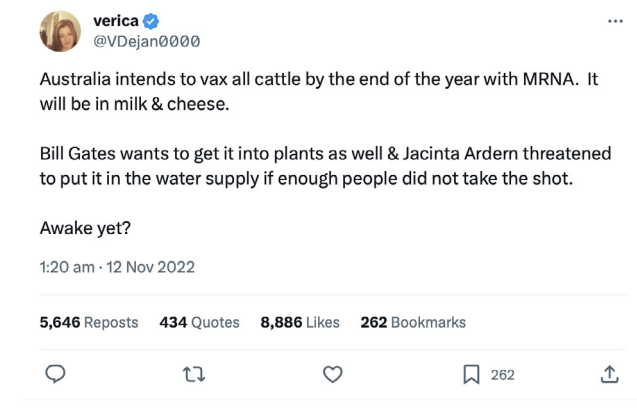 verica
@VDejan0000
Australia intends to vax all cattle by the end of the year with MRNA. It
will be in milk & cheese.
Bill Gates wants to get it into plants as well & Jacinta Ardern threatened
to put it in the water supply if enough people did not take the shot.
Awake yet?
1:20 am · 12 Nov 2022
5,646 Reposts 434 Quotes 8,886 Likes 262 Bookmarks
262